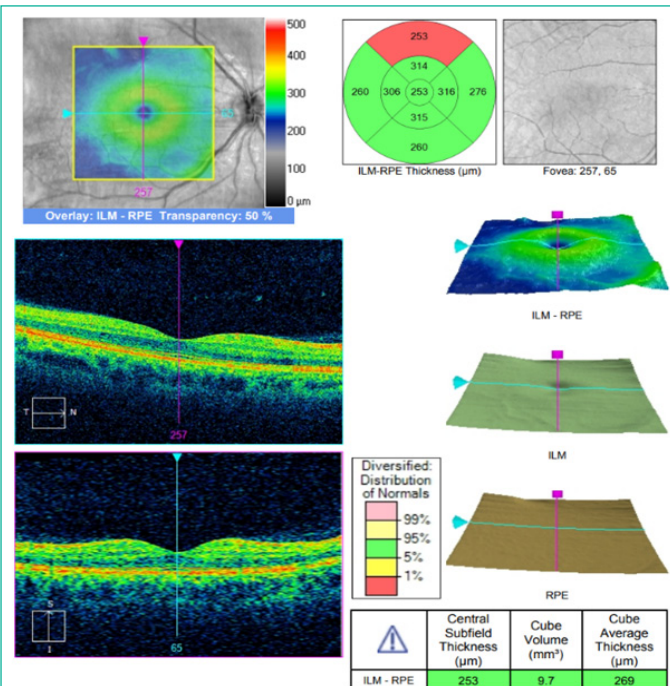 500
400
300
200
100
0 µm
257
Overlay: ILM - RPE Transparency: 50 %
253
314
260
306
253
316
276
315
260
ILM-RPE Thickness (µm)
Fovea: 257, 65
ILM - RPE
T
N
257
ILM
Diversified:
Distribution
of Normals
99%
95%
5%
1%
RPE
S
I
65
Central
Subfield
Thickness
(µm)
Cube
Volume
(mm³)
Cube
Average
Thickness
(µm)
ILM - RPE
253
9.7
269